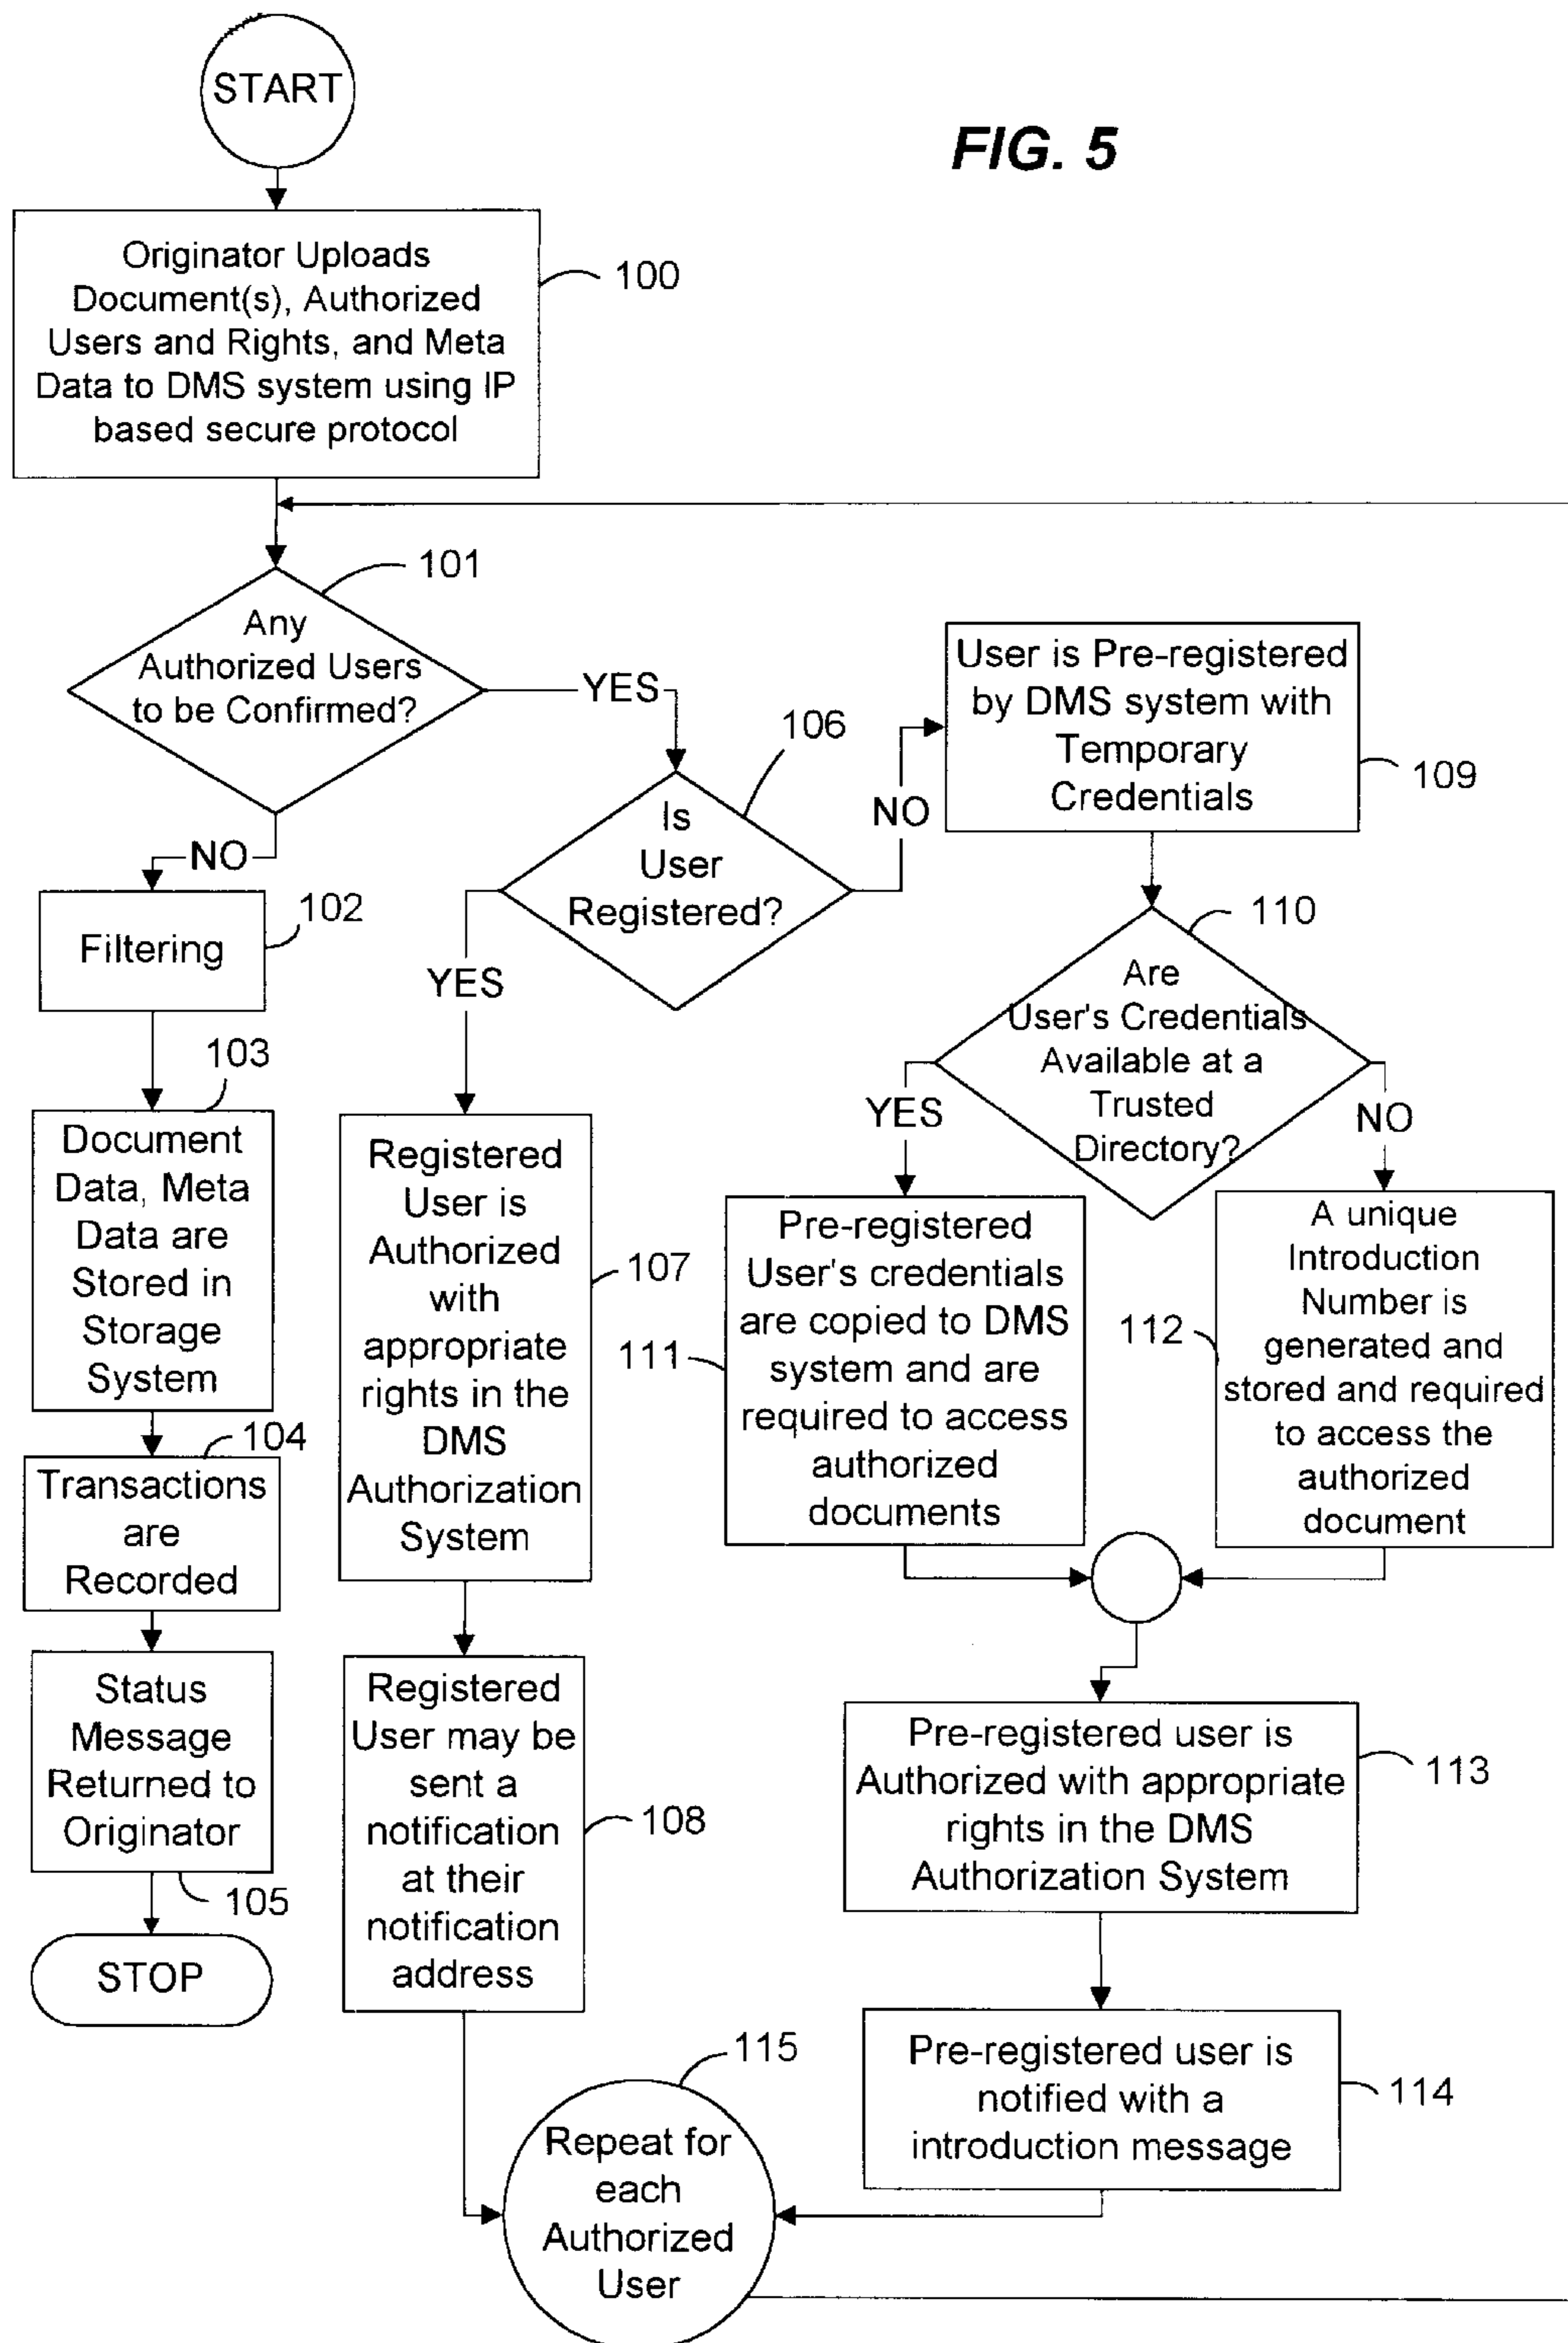 START
FIG. 5
Originator Uploads
Document(s), Authorized
Users and Rights, and Meta
Data to DMS system using IP
based secure protocol
100
101
Any
Authorized Users
to be Confirmed?
YES
NO
106
Is
User
Registered?
NO
YES
User is Pre-registered
by DMS system with
Temporary
Credentials
109
Filtering
102
110
Are
User's Credentials
Available at a
Trusted
Directory?
YES
NO
103
Document
Data, Meta
Data are
Stored in
Storage
System
Registered
User is
Authorized
with
appropriate
rights in the
DMS
Authorization
System
107
Pre-registered
User's credentials
are copied to DMS
system and are
required to access
authorized
documents
111
A unique
Introduction
Number is
generated and
stored and required
to access the
authorized
document
112
104
Transactions
are
Recorded
Status
Message
Returned to
Originator
105
STOP
Registered
User may be
sent a
notification
at their
notification
address
108
Pre-registered user is
Authorized with appropriate
rights in the DMS
Authorization System
113
Pre-registered user is
notified with a
introduction message
114
115
Repeat for
each
Authorized
User